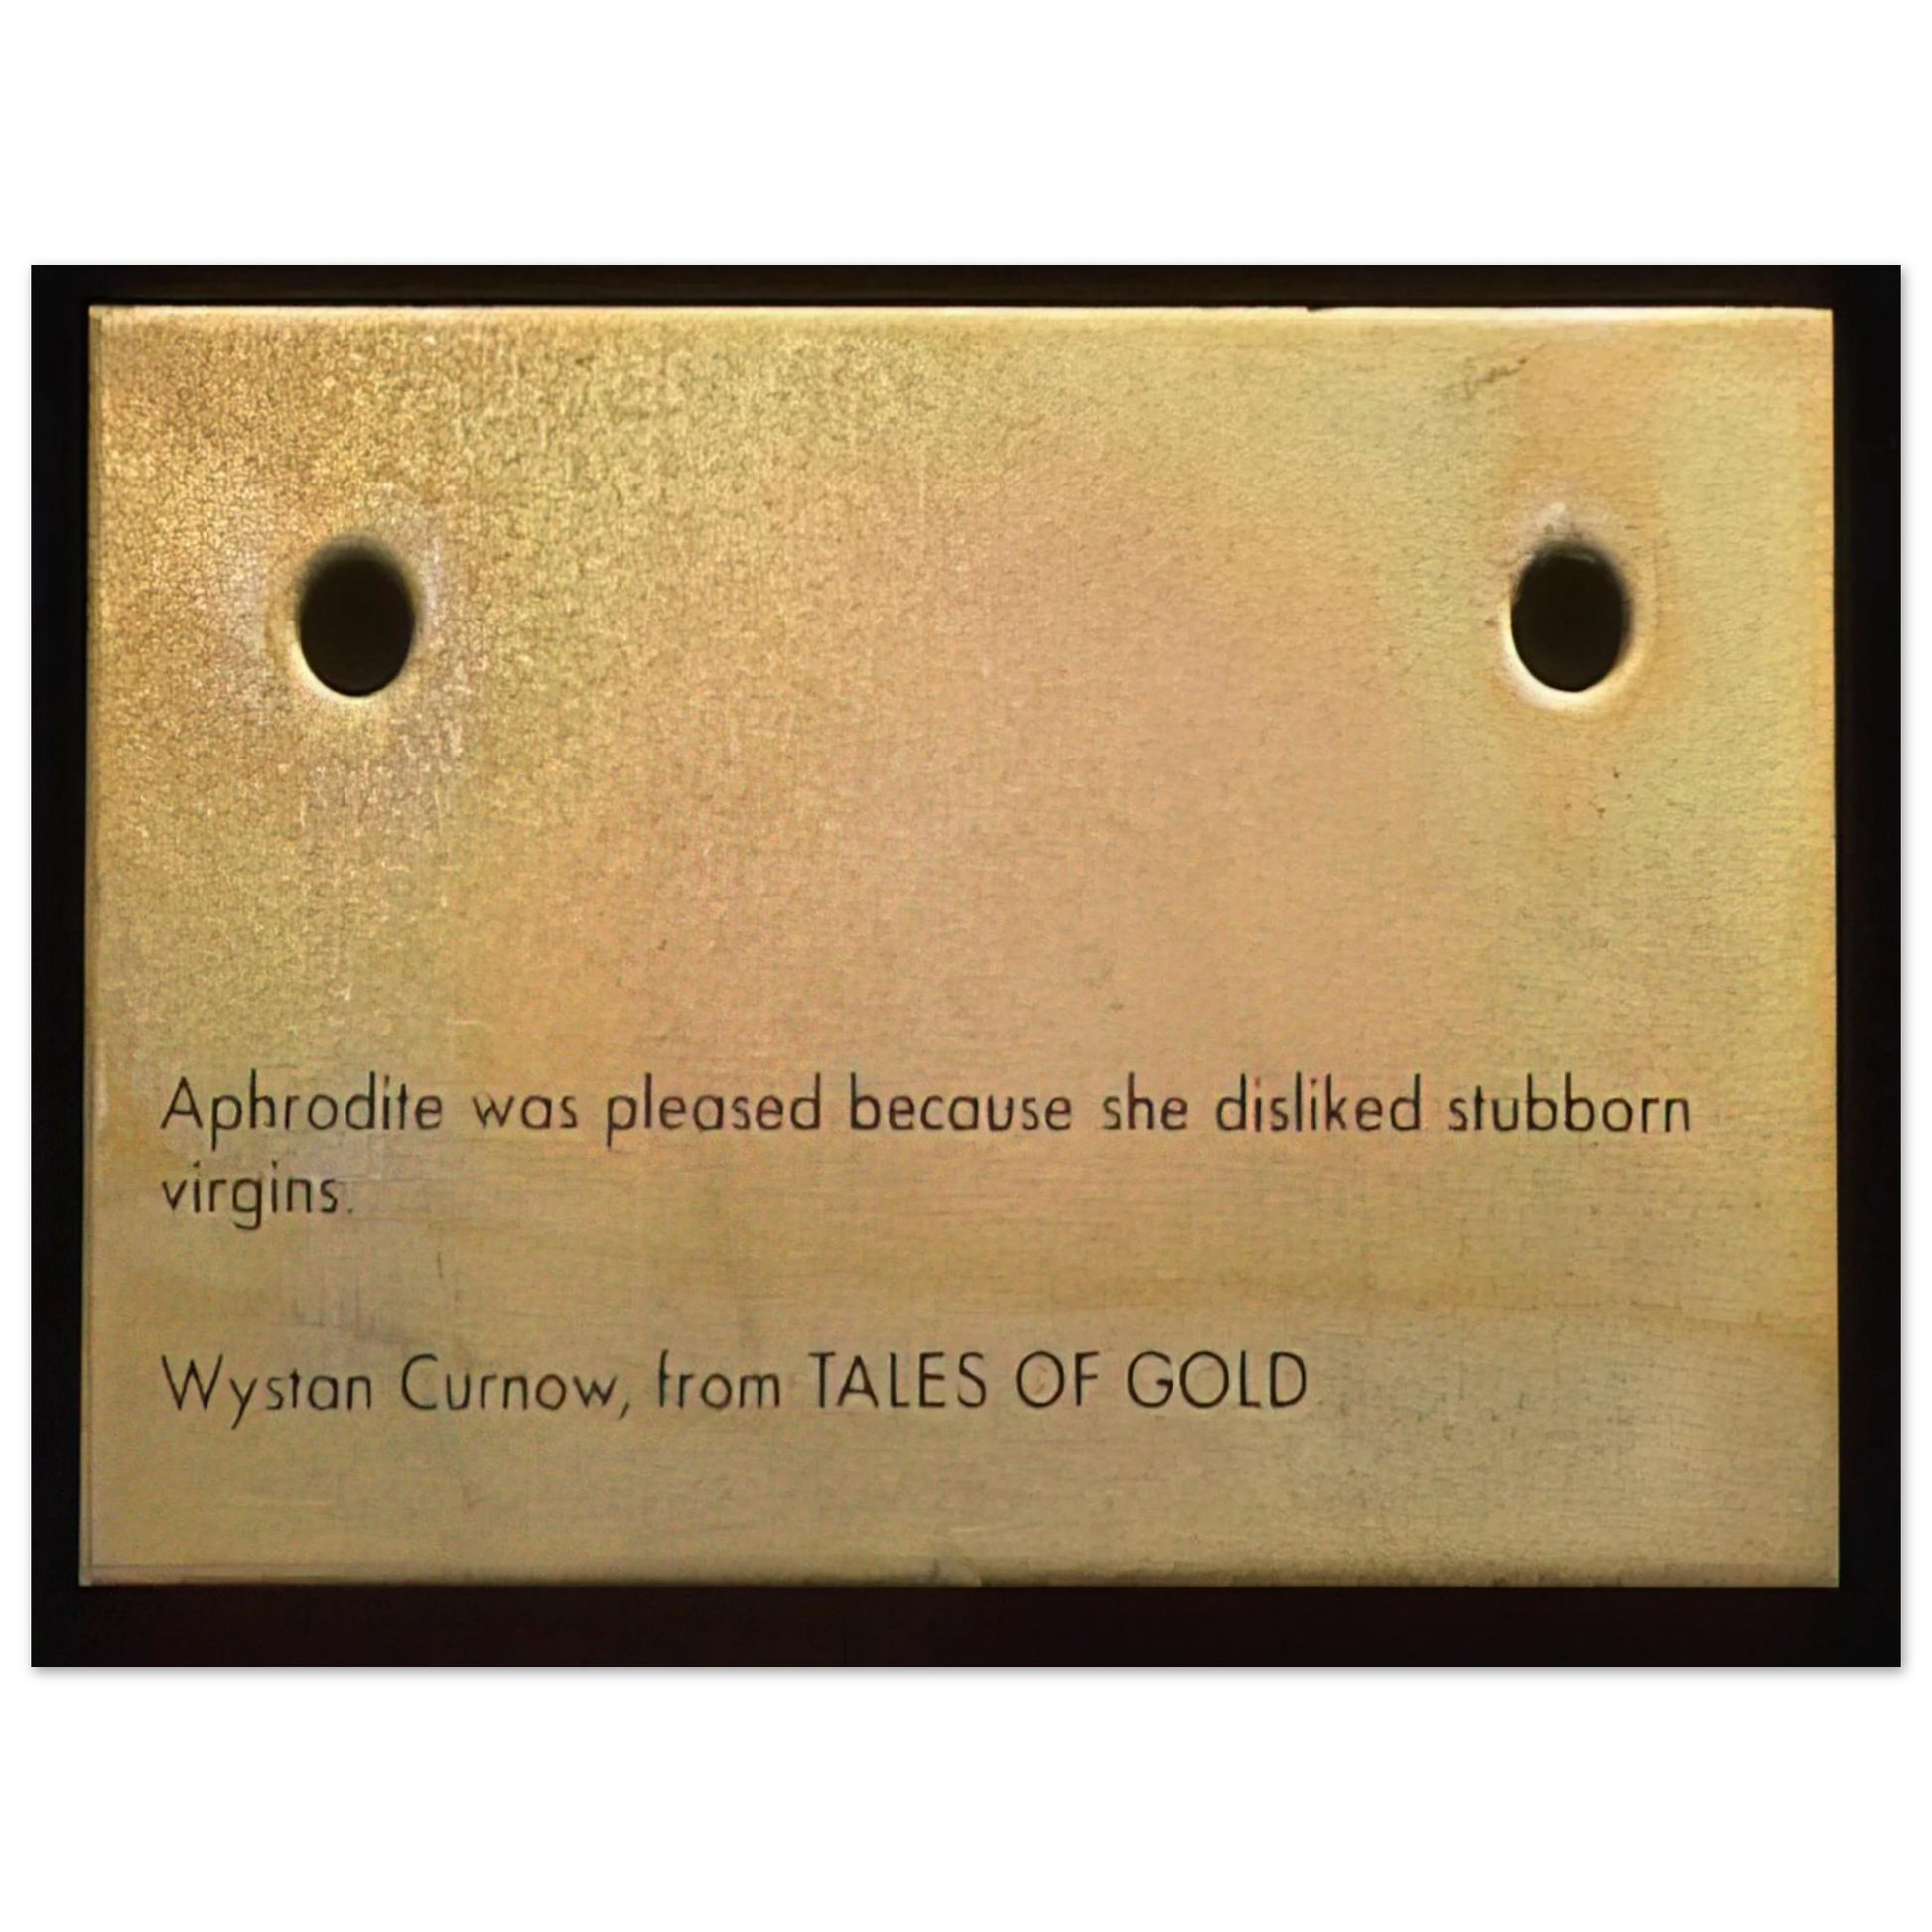 Aphrodite was pleased because she disliked stubborn
virgins.
Wystan Curnow, from TALES OF GOLD